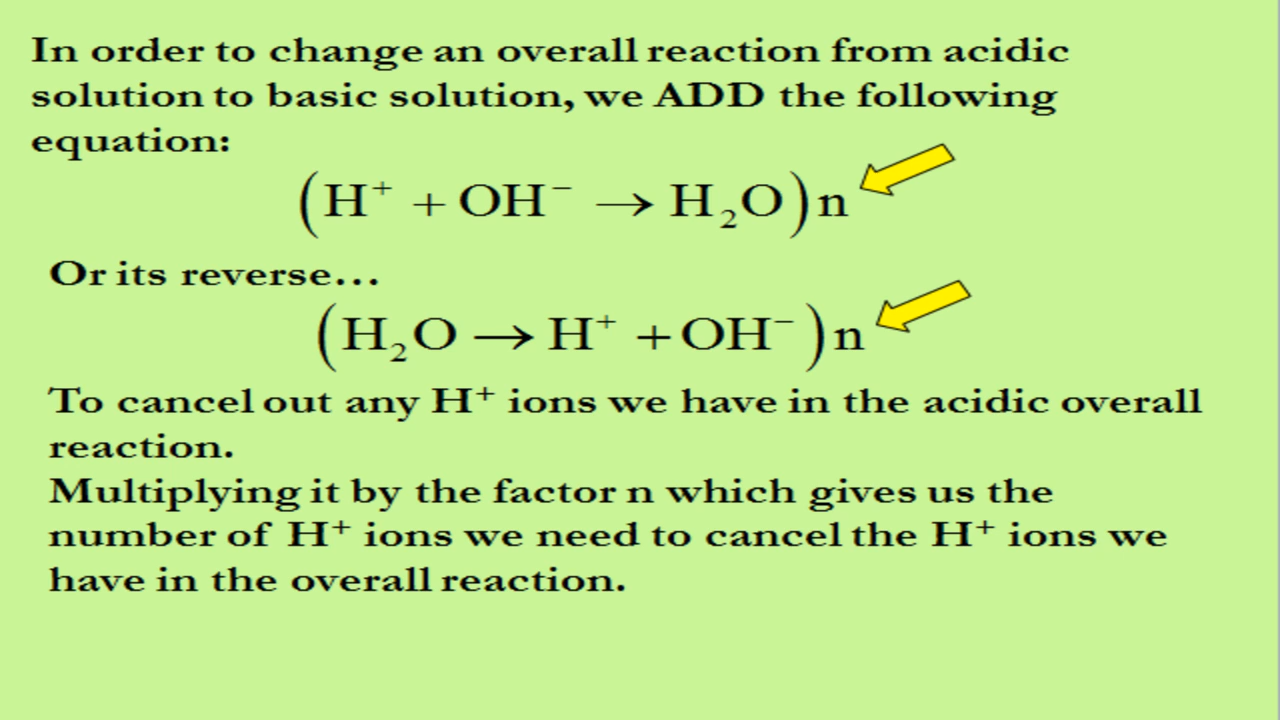 In order to change an overall reaction from acidic
solution to basic solution, we ADD the following
equation:
(H⁺ + OH⁻ → H₂O)n
Or its reverse…
(H₂O → H⁺ + OH⁻)n
To cancel out any H⁺ ions we have in the acidic overall
reaction.
Multiplying it by the factor n which gives us the
number of H⁺ ions we need to cancel the H⁺ ions we
have in the overall reaction.